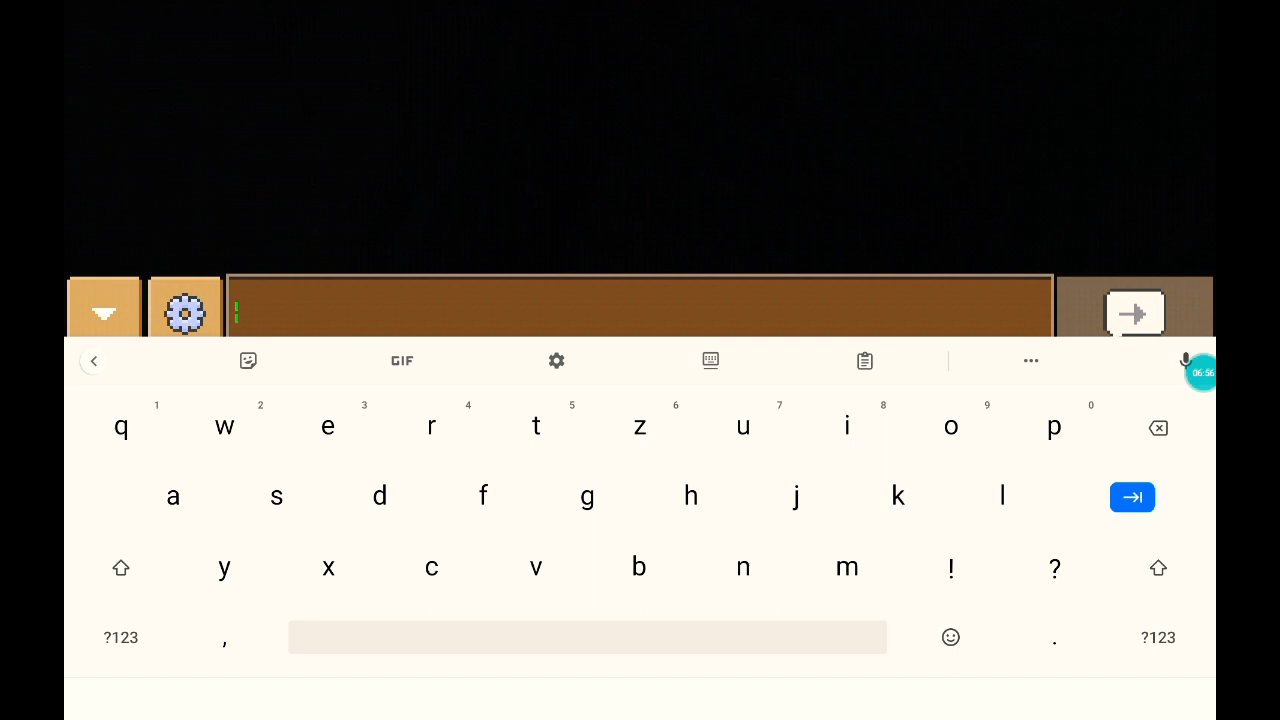 GIF
06:56
1 2 3 4 5 6 7 8 9 0
q w e r t z u i o p
a s d f g h j k l
y x c v b n m ! ?
?123 , . ?123